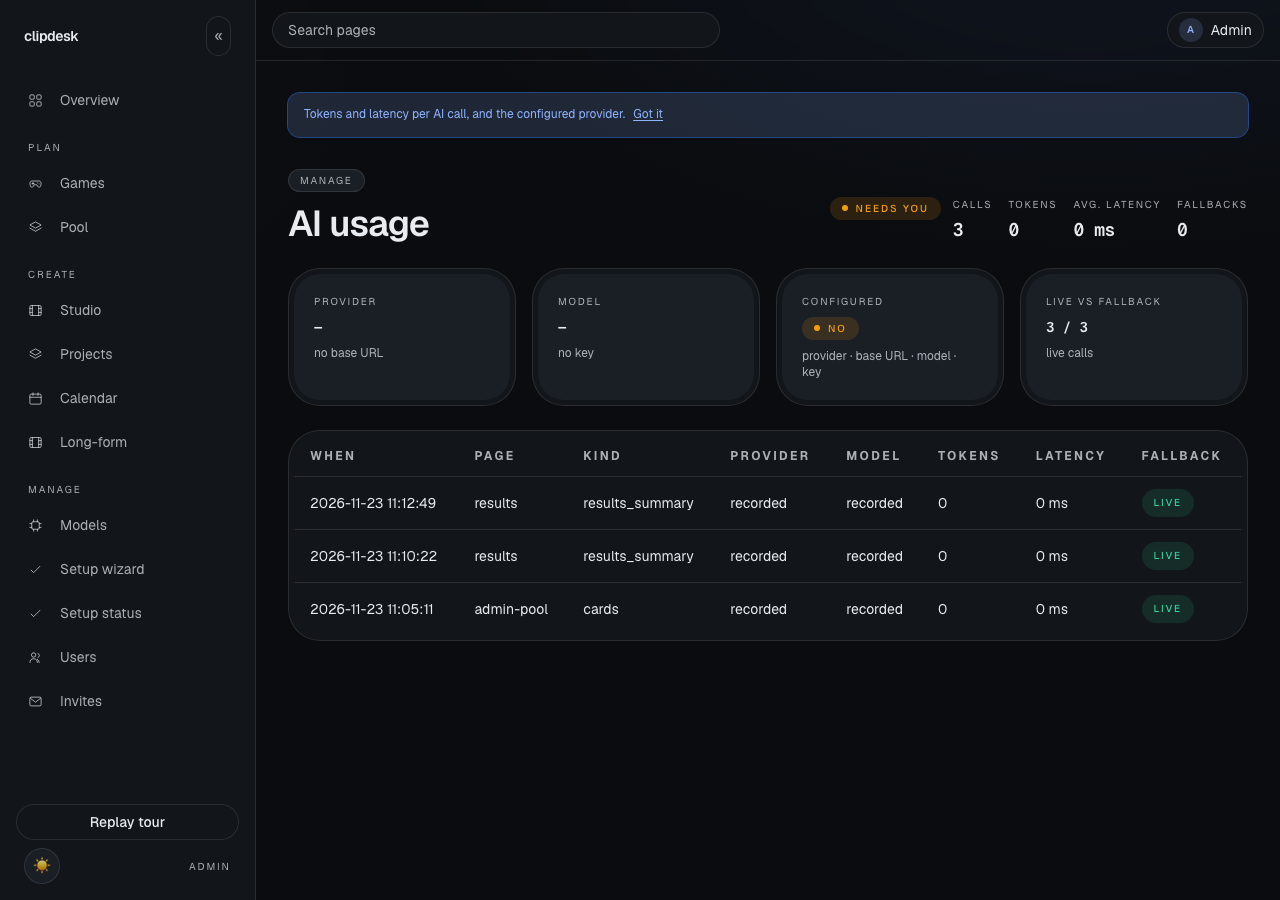 clipdesk
«
Search pages
A Admin
Overview
PLAN
Games
Pool
CREATE
Studio
Projects
Calendar
Long-form
MANAGE
Models
Setup wizard
Setup status
Users
Invites
Replay tour
ADMIN
Tokens and latency per AI call, and the configured provider. Got it
MANAGE
AI usage
NEEDS YOU
CALLS TOKENS AVG. LATENCY FALLBACKS
3 0 0 ms 0
PROVIDER
—
no base URL
MODEL
—
no key
CONFIGURED
NO
provider · base URL · model ·
key
LIVE VS FALLBACK
3 / 3
live calls
WHEN PAGE KIND PROVIDER MODEL TOKENS LATENCY FALLBACK
2026-11-23 11:12:49 results results_summary recorded recorded 0 0 ms LIVE
2026-11-23 11:10:22 results results_summary recorded recorded 0 0 ms LIVE
2026-11-23 11:05:11 admin-pool cards recorded recorded 0 0 ms LIVE